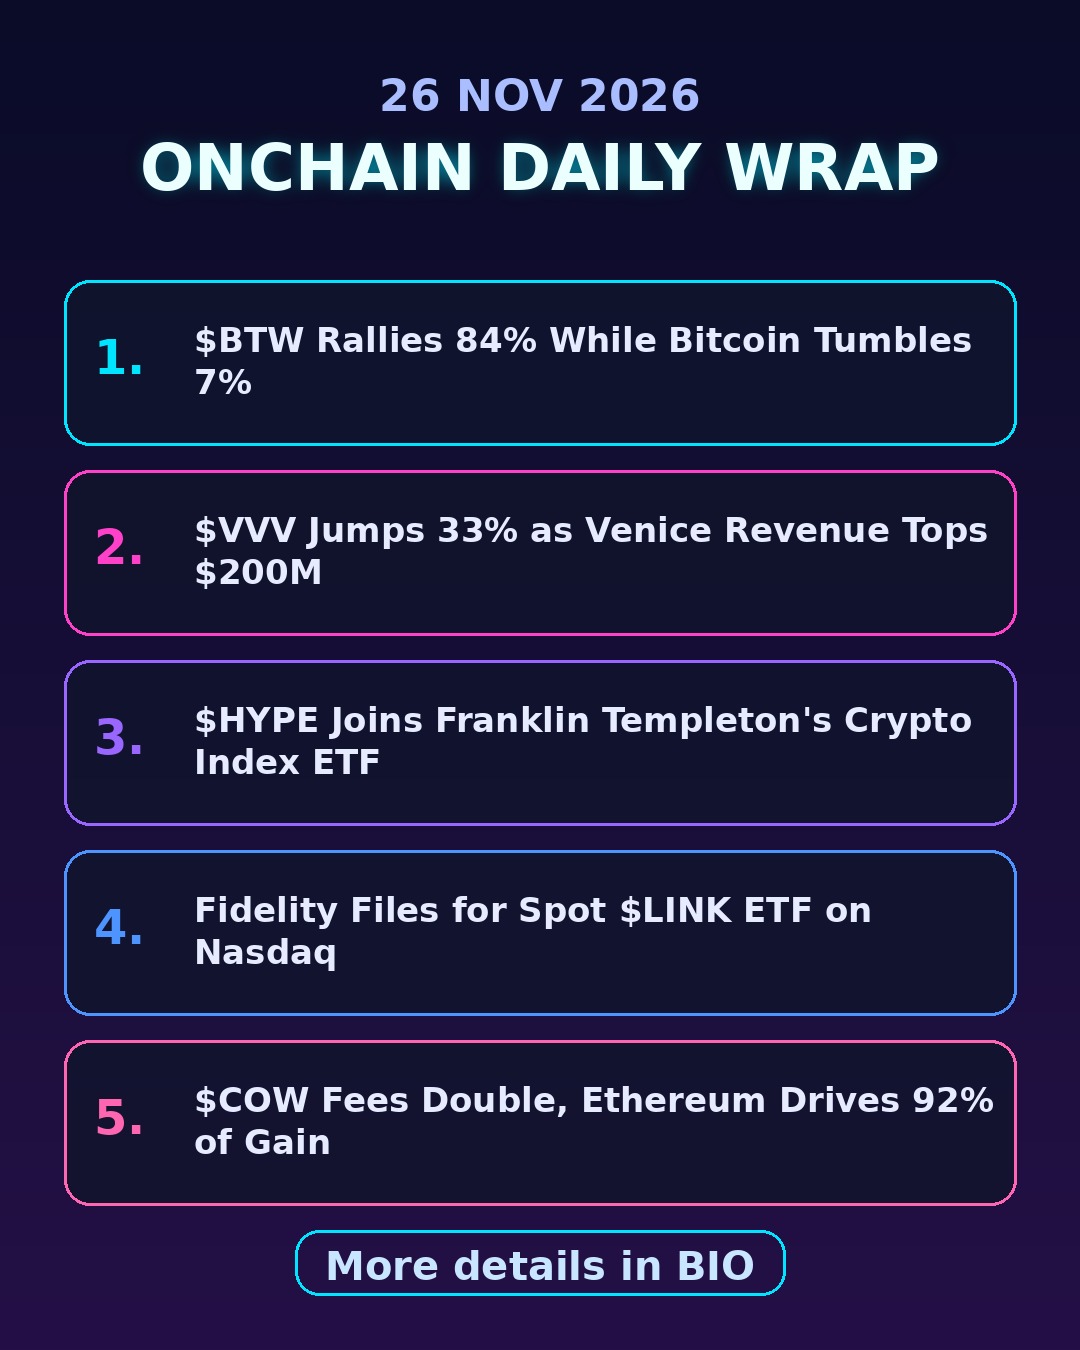 26 NOV 2026
ONCHAIN DAILY WRAP
1.
$BTW Rallies 84% While Bitcoin Tumbles
7%
2.
$VVV Jumps 33% as Venice Revenue Tops
$200M
3.
$HYPE Joins Franklin Templeton's Crypto
Index ETF
4.
Fidelity Files for Spot $LINK ETF on
Nasdaq
5.
$COW Fees Double, Ethereum Drives 92%
of Gain
More details in BIO